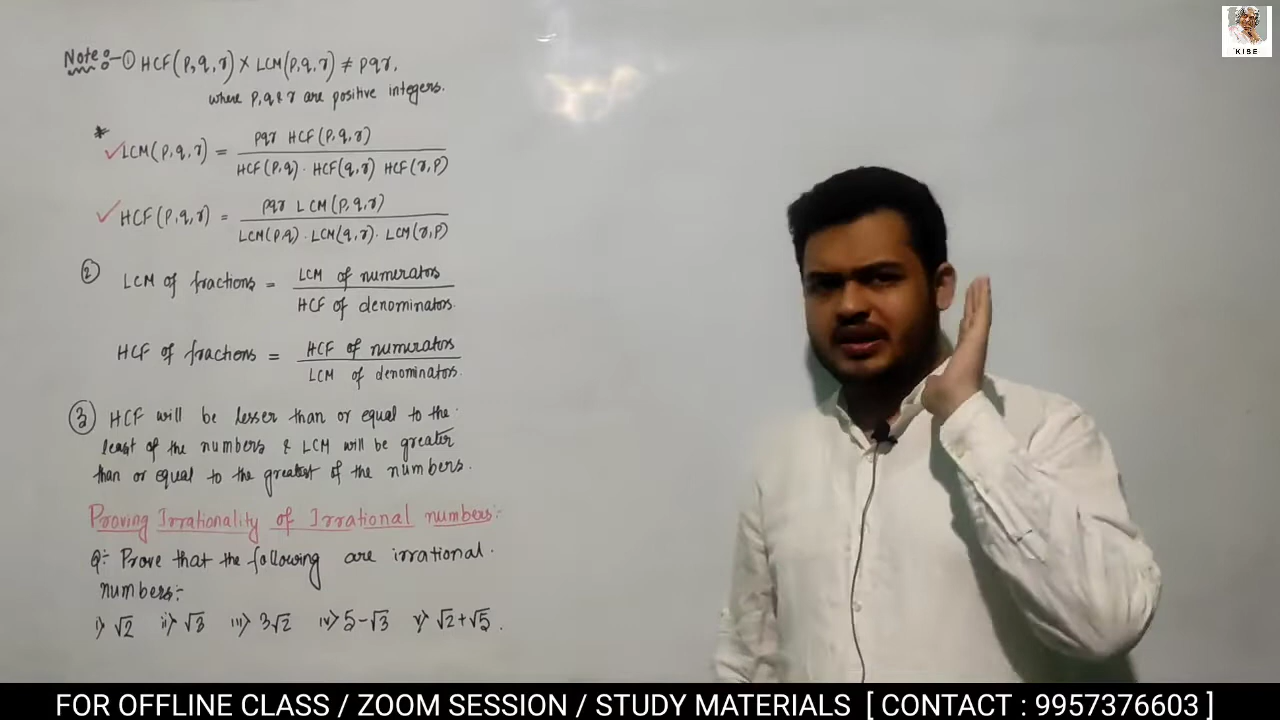 Note:- ① HCF(p,q,r) × LCM(p,q,r) ≠ pqr,
where p,q & r are positive integers.
* ✓ LCM(p,q,r) = pqr HCF(p,q,r) / HCF(p,q) · HCF(q,r) HCF(r,p)
✓ HCF(p,q,r) = pqr LCM(p,q,r) / LCM(p,q) · LCM(q,r) · LCM(r,p)
② LCM of fractions = LCM of numerators / HCF of denominators.
HCF of fractions = HCF of numerators / LCM of denominators.
③ HCF will be lesser than or equal to the
least of the numbers & LCM will be greater
than or equal to the greatest of the numbers.
Proving Irrationality of Irrational numbers:-
Q:- Prove that the following are irrational
numbers:-
i) √2 ii) √3 iii) 3√2 iv) 5-√3 v) √2+√5.
KISE
FOR OFFLINE CLASS / ZOOM SESSION / STUDY MATERIALS [ CONTACT : 9957376603 ]